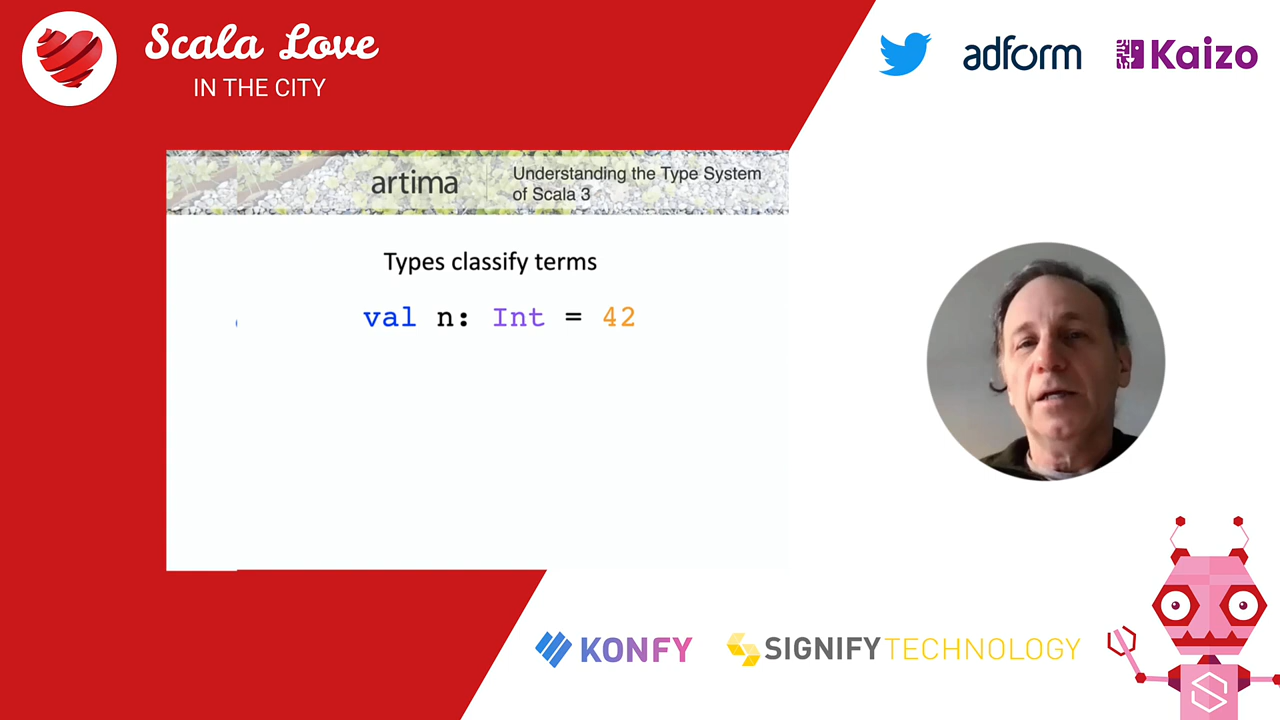 Scala Love
IN THE CITY
adform
Kaizo
artima
Understanding the Type System
of Scala 3
Types classify terms
val n: Int = 42
KONFY
SIGNIFYTECHNOLOGY